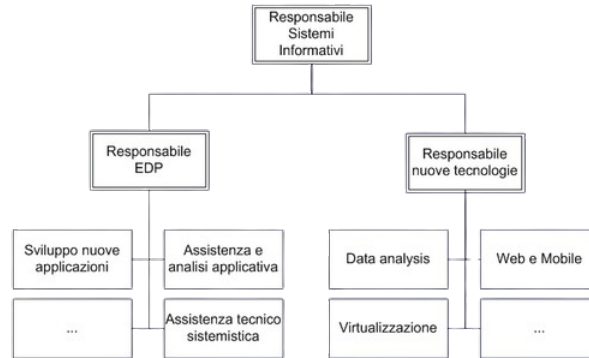 Responsabile
Sistemi
Informativi
Responsabile
EDP
Responsabile
nuove tecnologie
Sviluppo nuove
applicazioni
Assistenza e
analisi applicativa
Data analysis
Web e Mobile
...
Assistenza tecnico
sistemistica
Virtualizzazione
...